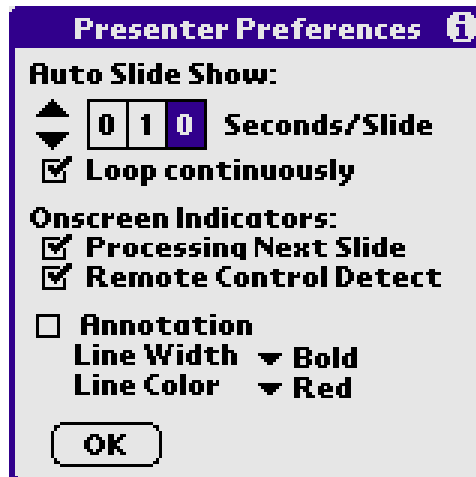 Presenter Preferences i
Auto Slide Show:
0 1 0 Seconds/Slide
Loop continuously
Onscreen Indicators:
Processing Next Slide
Remote Control Detect
Annotation
Line Width Bold
Line Color Red
OK